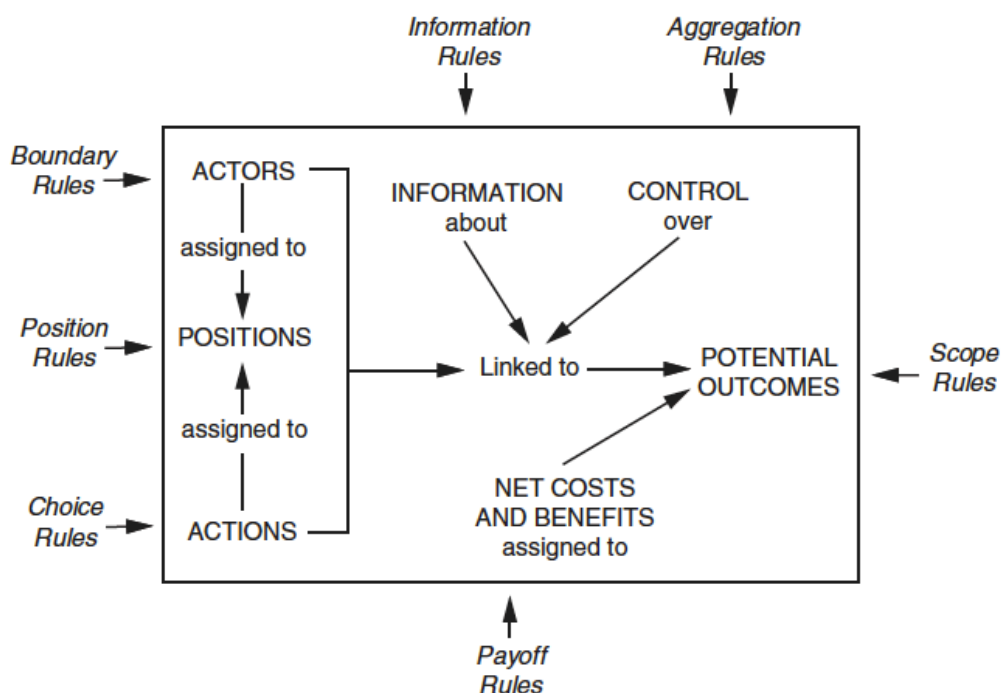 Information
Rules
Aggregation
Rules
Boundary
Rules
ACTORS
INFORMATION
about
CONTROL
over
assigned to
Position
Rules
POSITIONS
Linked to
POTENTIAL
OUTCOMES
Scope
Rules
assigned to
Choice
Rules
ACTIONS
NET COSTS
AND BENEFITS
assigned to
Payoff
Rules